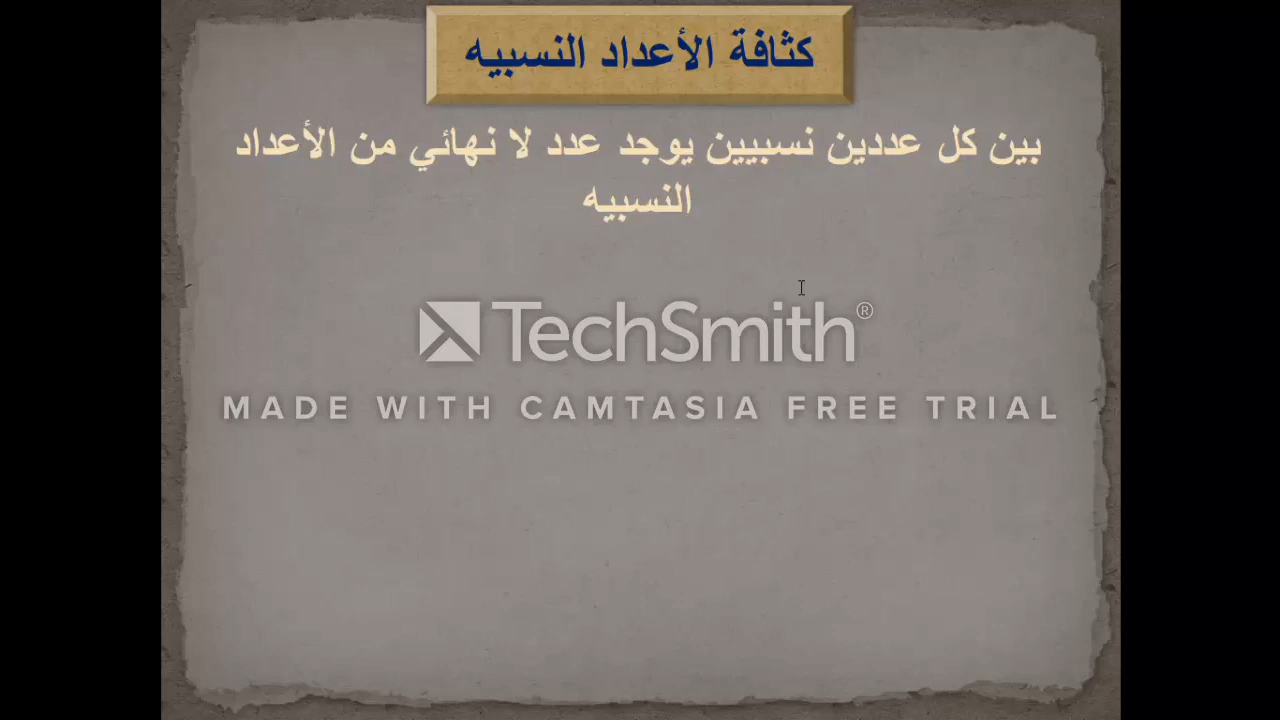 كثافة الأعداد النسبيه
بين كل عددين نسبيين يوجد عدد لا نهائي من الأعداد
النسبيه
TechSmith®
MADE WITH CAMTASIA FREE TRIAL